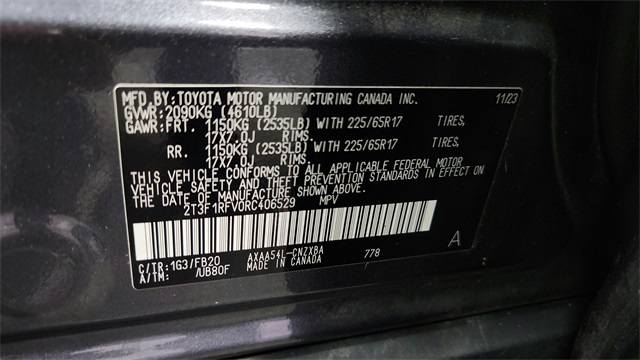 MFD.BY:TOYOTA MOTOR MANUFACTURING CANADA INC. 11/23
GVWR:2090KG (4610LB)
GAWR:FRT. 1150KG (2535LB) WITH 225/65R17 TIRES,
17X7.0J RIMS.
RR. 1150KG (2535LB) WITH 225/65R17 TIRES,
17X7.0J RIMS.
THIS VEHICLE CONFORMS TO ALL APPLICABLE FEDERAL MOTOR
VEHICLE SAFETY AND THEFT PREVENTION STANDARDS IN EFFECT ON
THE DATE OF MANUFACTURE SHOWN ABOVE.
2T3F1RFV0RC406529 MPV
C/TR:1G3/FB20 AXAA54L-CNZXBA 778 A
A/TM: /UB80F MADE IN CANADA